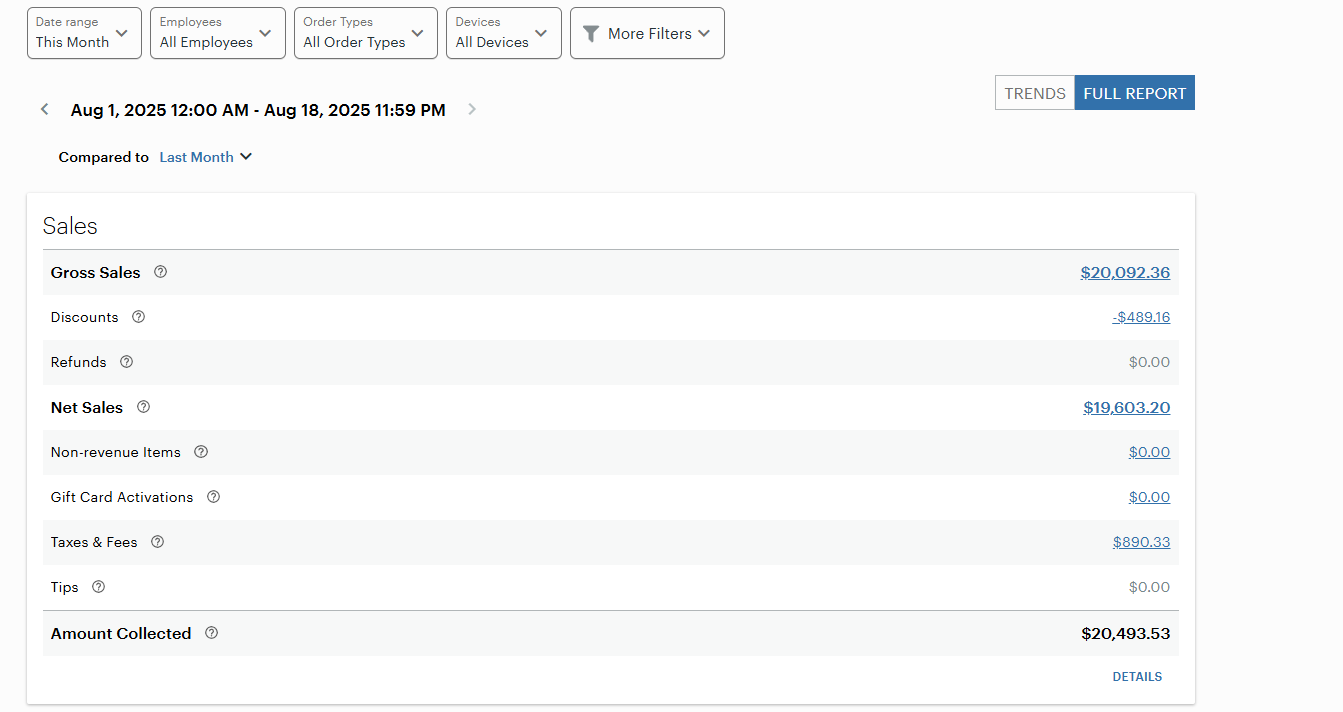 Date range
This Month
Employees
All Employees
Order Types
All Order Types
Devices
All Devices
More Filters
TRENDS FULL REPORT
Aug 1, 2025 12:00 AM - Aug 18, 2025 11:59 PM
Compared to Last Month
Sales
Gross Sales $20,092.36
Discounts -$489.16
Refunds $0.00
Net Sales $19,603.20
Non-revenue Items $0.00
Gift Card Activations $0.00
Taxes & Fees $890.33
Tips $0.00
Amount Collected $20,493.53
DETAILS